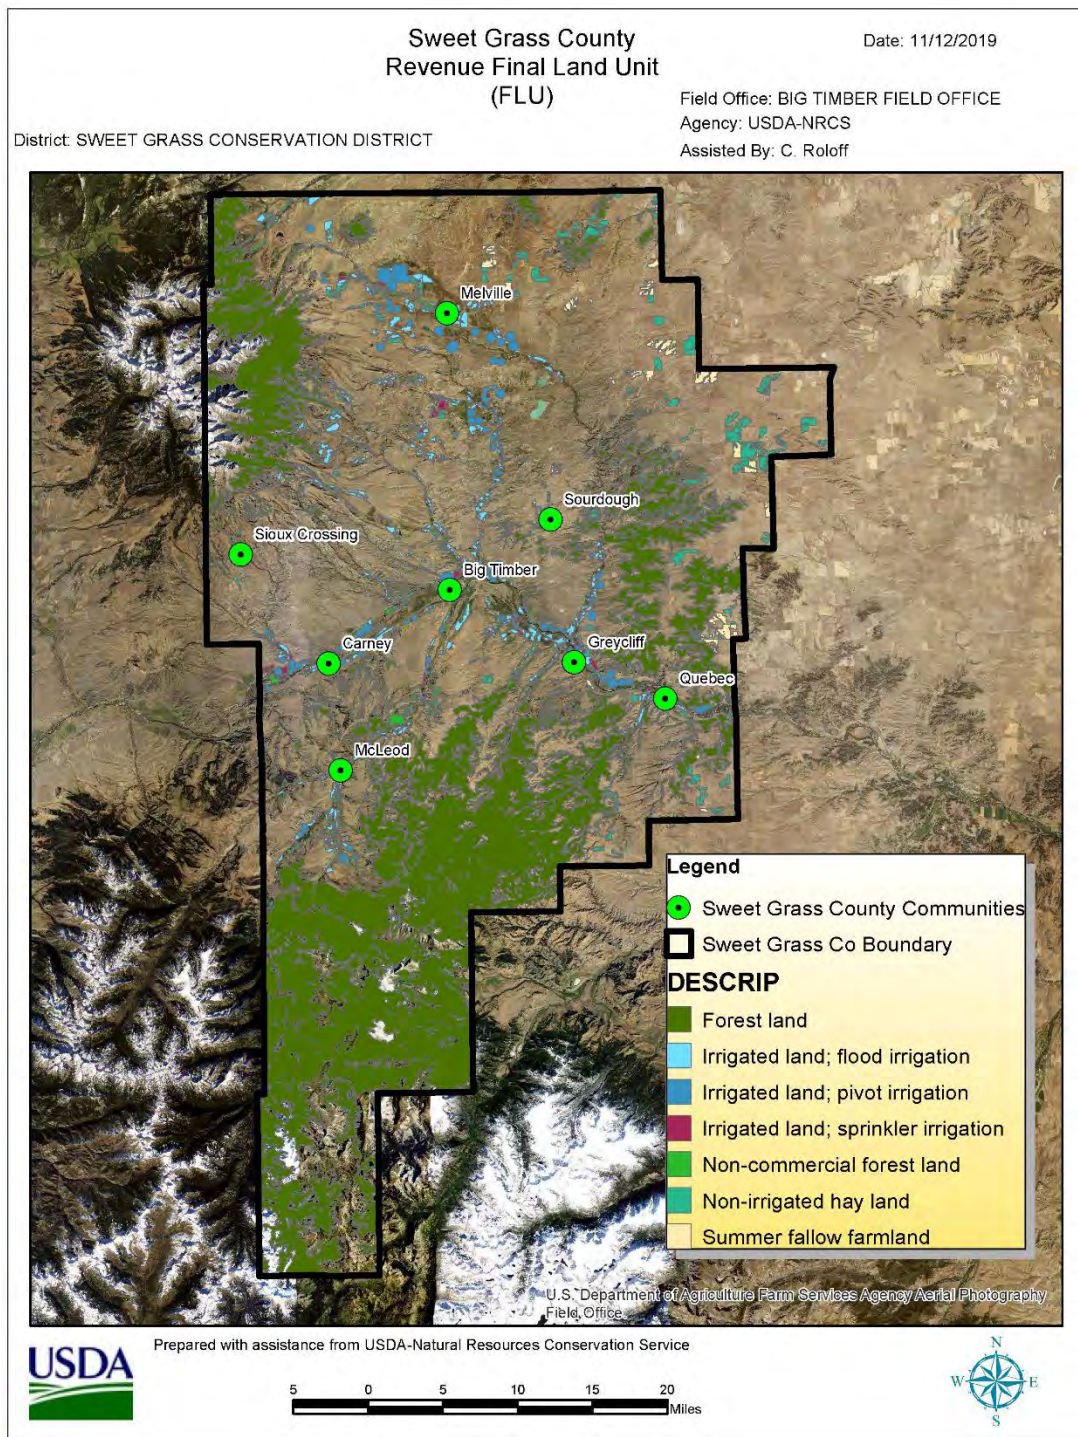 Sweet Grass County
Revenue Final Land Unit
(FLU)
Date: 11/12/2019
Field Office: BIG TIMBER FIELD OFFICE
Agency: USDA-NRCS
Assisted By: C. Roloff
District: SWEET GRASS CONSERVATION DISTRICT
Melville
Sourdough
Sioux Crossing
Big Timber
Carney
Greycliff
Quebec
McLeod
Legend
Sweet Grass County Communities
Sweet Grass Co Boundary
DESCRIP
Forest land
Irrigated land; flood irrigation
Irrigated land; pivot irrigation
Irrigated land; sprinkler irrigation
Non-commercial forest land
Non-irrigated hay land
Summer fallow farmland
U.S. Department of Agriculture Farm Services Agency Aerial Photography
Field Office
Prepared with assistance from USDA-Natural Resources Conservation Service
USDA
5 0 5 10 15 20
Miles
N
W E
S